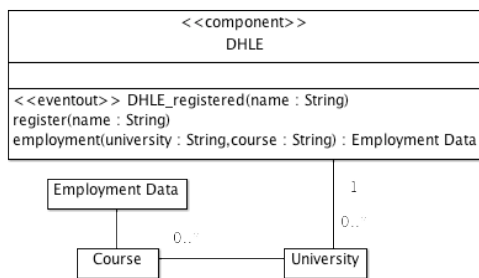 <<component>>
DHLE
<<eventout>> DHLE_registered(name : String)
register(name : String)
employment(university : String,course : String) : Employment Data
Employment Data
1
0..*
0..*
Course
University